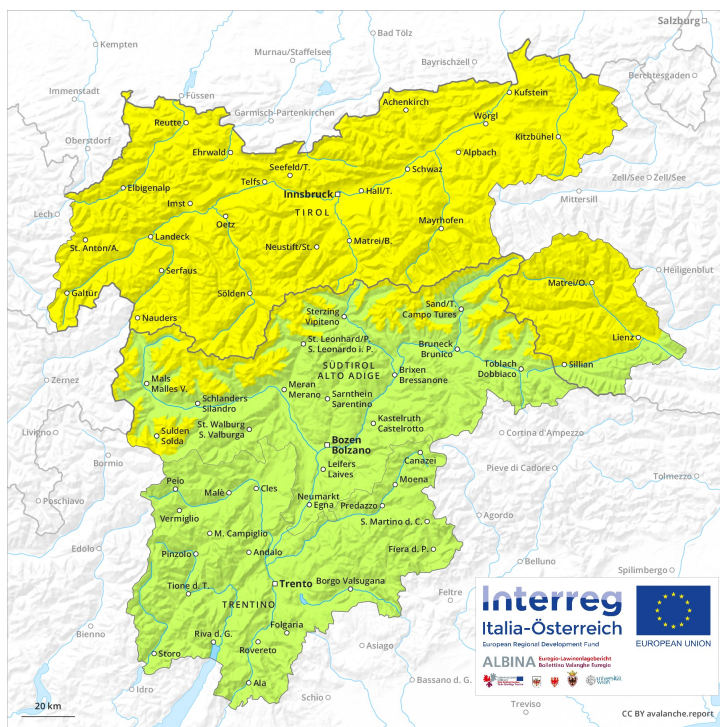 Salzburg
Kempten
Bad Tölz
Murnau/Staffelsee
Bayrischzell
Berchtesgaden
Immenstadt
Füssen
Garmisch-Partenkirchen
Achenkirch
Kufstein
Reutte
Wörgl
Oberstdorf
Ehrwald
Kitzbühel
Seefeld/T.
Alpbach
Schwaz
Telfs
Zell/See
Zell/See
Elbigenalp
Innsbruck
Hall/T.
Mittersill
Imst
TIROL
Lech
Oetz
Mayrhofen
Landeck
St. Anton/A.
Neustift/St.
Matrei/B.
Serfaus
Heiligenblut
Galtür
Sölden
Matrei/O.
Nauders
Sterzing
Vipiteno
Sand/T.
Campo Tures
St. Leonhard/P.
S. Leonardo i. P.
Bruneck
Brunico
Lienz
Zernez
Mals
Malles V.
SÜDTIROL
ALTO ADIGE
Toblach
Dobbiaco
Sillian
Meran
Merano
Brixen
Bressanone
Schlanders
Silandro
Sarnthein
Sarentino
Livigno
Sulden
Solda
St. Walburg
S. Valburga
Kastelruth
Castelrotto
Cortina d'Ampezzo
Bozen
Bolzano
Bormio
Canazei
Pieve di Cadore
Leifers
Laives
Tolmezzo
Poschiavo
Peio
Malè
Cles
Moena
Neumarkt
Egna
Predazzo
Vermiglio
Agordo
S. Martino d. C.
M. Campiglio
Edolo
Pinzolo
Andalo
Fiera d. P.
Belluno
Spilimbergo
Tione d. T.
Trento
Borgo Valsugana
Feltre
TRENTINO
Folgaria
Bienno
Riva d. G.
Storo
Rovereto
Asiago
Idro
Ala
Schio
Bassano d. G.
Treviso
Interreg
Italia-Österreich
European Regional Development Fund
EUROPEAN UNION
ALBINA
Euregio-Lawinenlagebericht
Bollettino Valanghe Euregio
universität
wien
20 km
CC BY avalanche.report